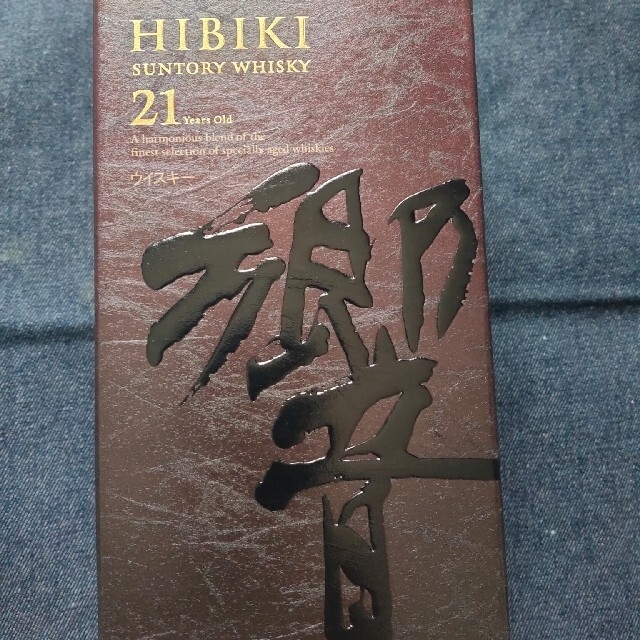 HIBIKI
SUNTORY WHISKY
21 Years Old
A harmonious blend of the
finest selection of specially aged whiskies
ウイスキー
響